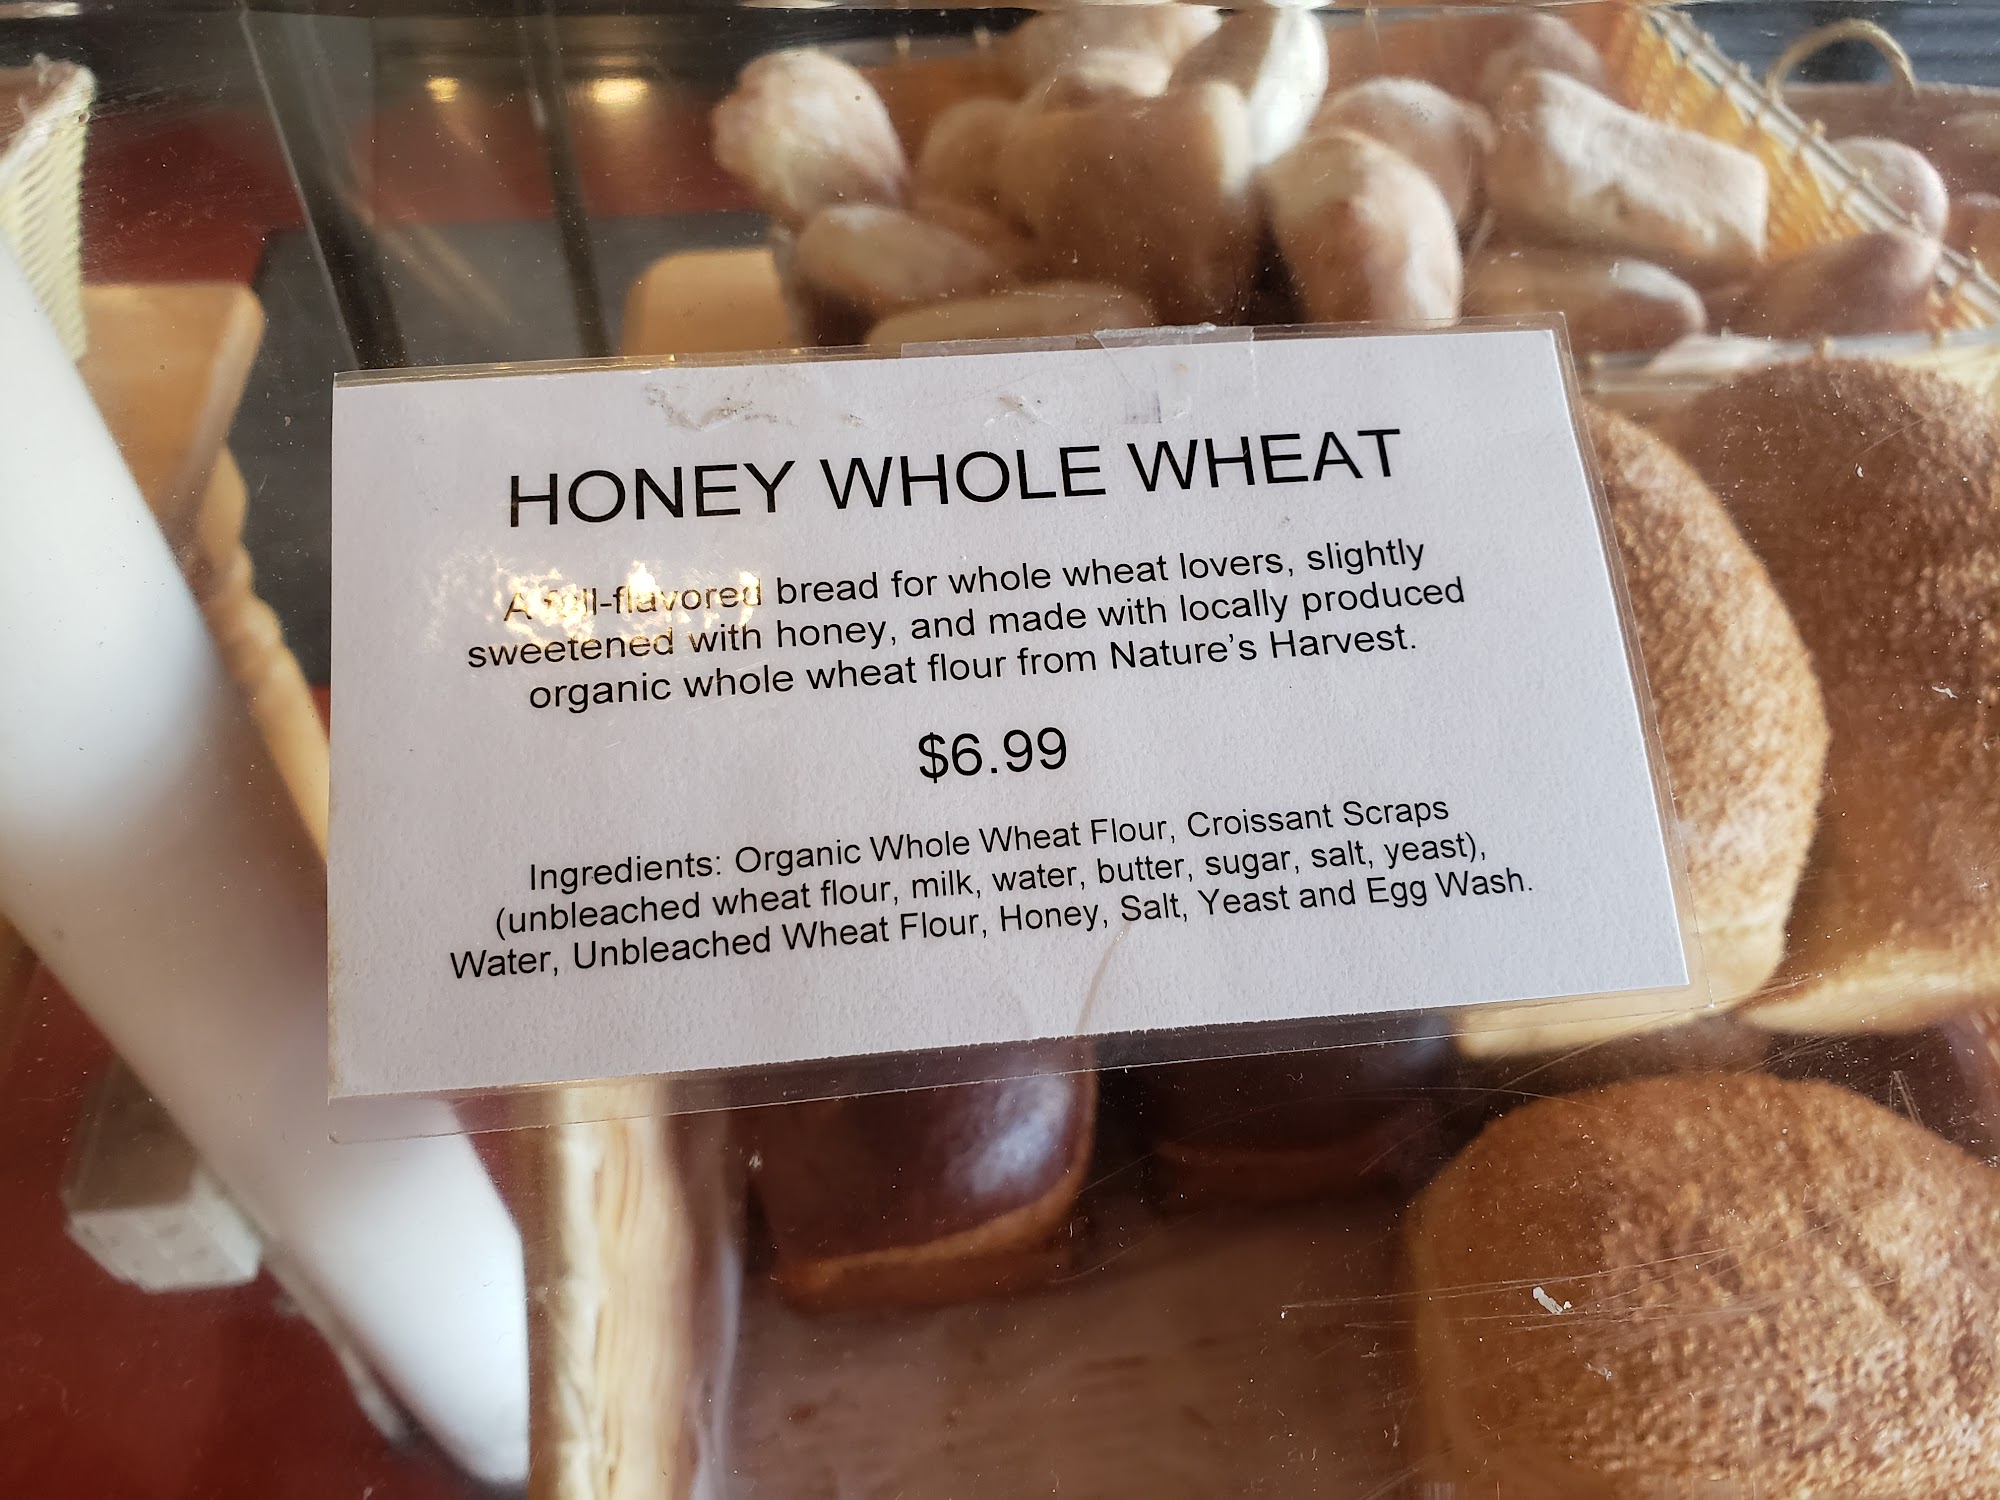 HONEY WHOLE WHEAT
A full-flavored bread for whole wheat lovers, slightly
sweetened with honey, and made with locally produced
organic whole wheat flour from Nature's Harvest.
$6.99
Ingredients: Organic Whole Wheat Flour, Croissant Scraps
(unbleached wheat flour, milk, water, butter, sugar, salt, yeast),
Water, Unbleached Wheat Flour, Honey, Salt, Yeast and Egg Wash.